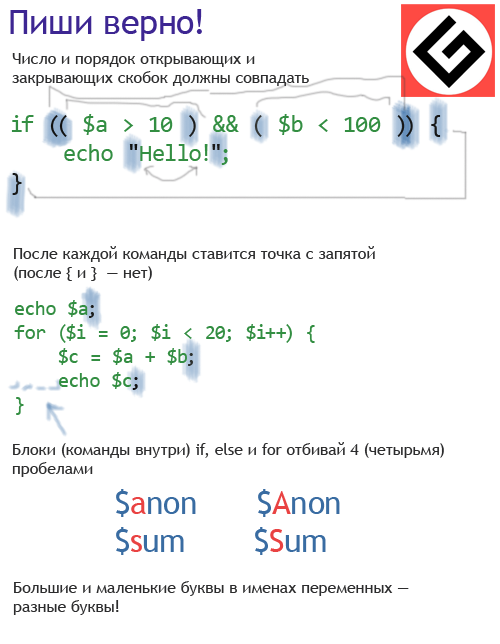 Пиши верно!
Число и порядок открывающих и
закрывающих скобок должны совпадать
if (( $a > 10 ) && ( $b < 100 )) {
    echo "Hello!";
}
После каждой команды ставится точка с запятой
(после { и } — нет)
echo $a;
for ($i = 0; $i < 20; $i++) {
    $c = $a + $b;
    echo $c;
}
Блоки (команды внутри) if, else и for отбивай 4 (четырьмя)
пробелами
$anon $Anon
$sum $Sum
Большие и маленькие буквы в именах переменных —
разные буквы!